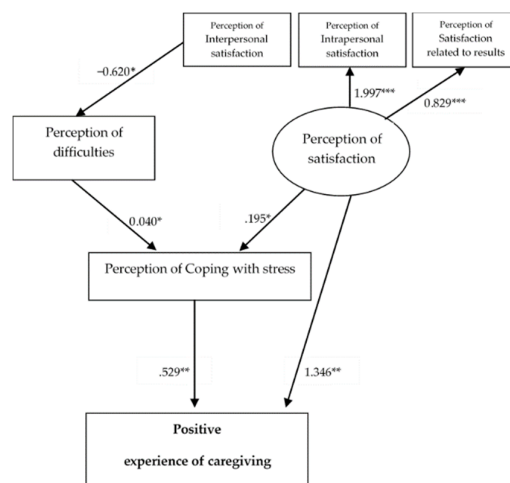 Perception of
Interpersonal
satisfaction
Perception of
Intrapersonal
satisfaction
Perception of
Satisfaction
related to results
−0.620*
1.997***
0.829***
Perception of
difficulties
Perception of
satisfaction
0.040*
.195*
Perception of Coping with stress
.529**
1.346**
Positive
experience of caregiving